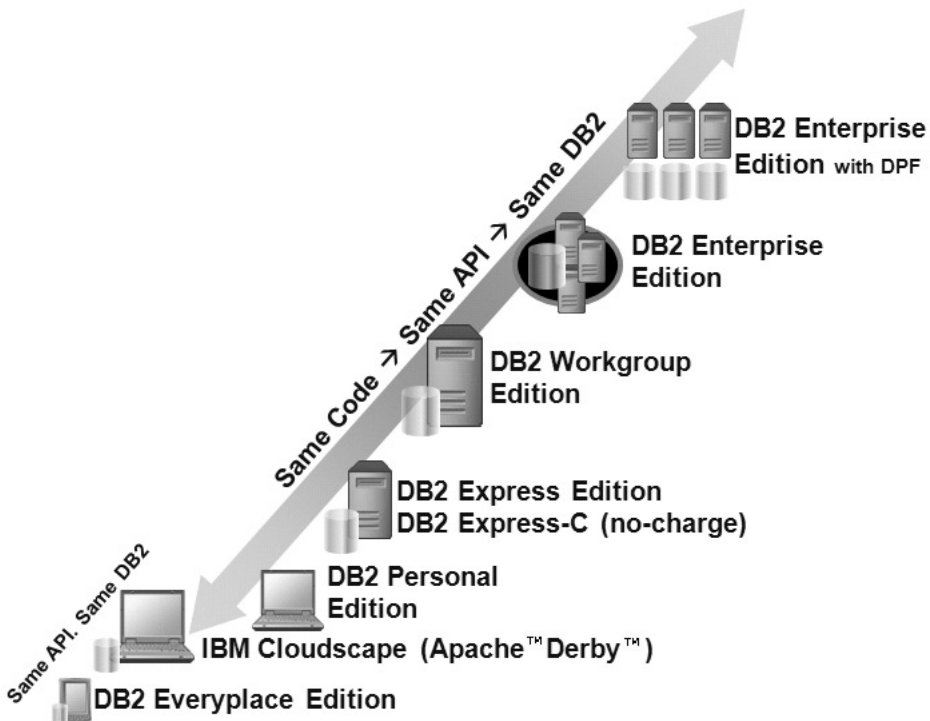 DB2 Enterprise
Edition with DPF
Same Code → Same API → Same DB2
DB2 Enterprise
Edition
DB2 Workgroup
Edition
DB2 Express Edition
DB2 Express-C (no-charge)
DB2 Personal
Edition
Same API. Same DB2
IBM Cloudscape (Apache™ Derby™)
DB2 Everyplace Edition